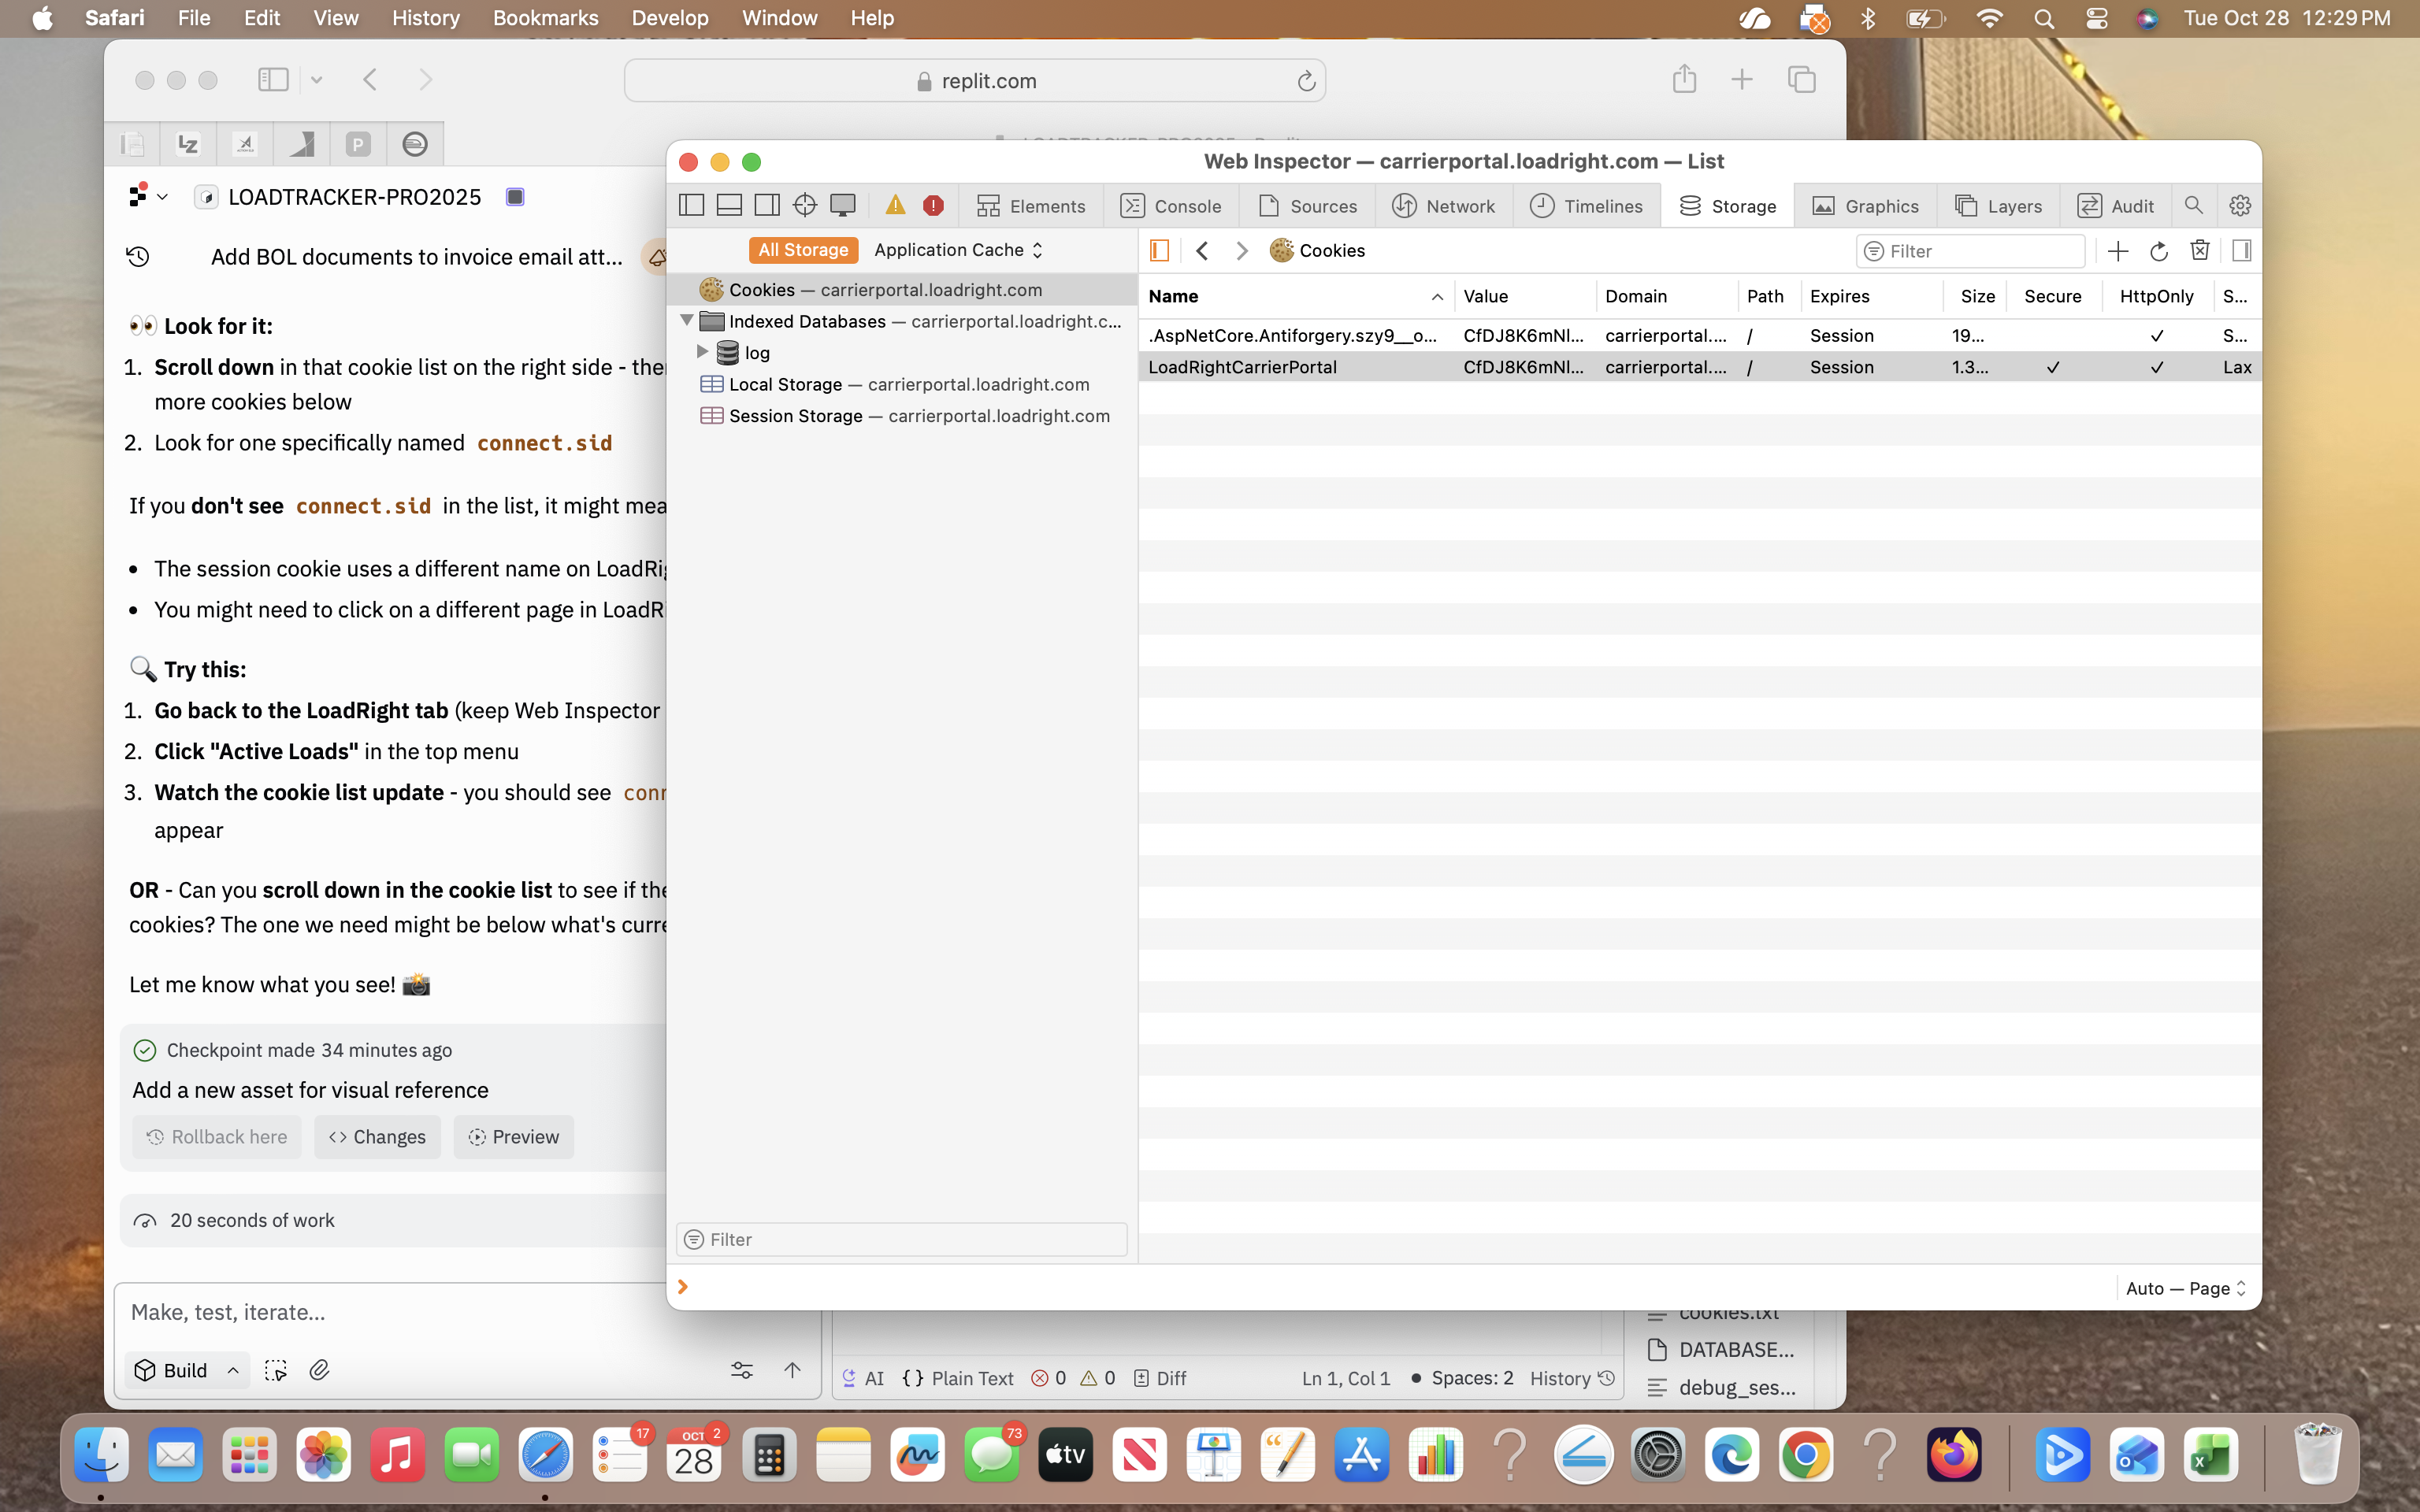 Safari File Edit View History Bookmarks Develop Window Help
Tue Oct 28 12:29 PM
replit.com
LOADTRACKER-PRO2025
Add BOL documents to invoice email att...
👀 Look for it:
1. Scroll down in that cookie list on the right side -
more cookies below
2. Look for one specifically named connect.sid
If you don't see connect.sid in the list, it might
The session cookie uses a different name on
You might need to click on a different page in
🔍 Try this:
1. Go back to the LoadRight tab (keep Web Inspector
2. Click "Active Loads" in the top menu
3. Watch the cookie list update - you should see
appear
OR - Can you scroll down in the cookie list to see if
cookies? The one we need might be below what's
Let me know what you see! 📸
Checkpoint made 34 minutes ago
Add a new asset for visual reference
Rollback here
Changes
Preview
20 seconds of work
Make, test, iterate...
Build
Web Inspector — carrierportal.loadright.com — List
Elements Console Sources Network Timelines Storage Graphics Layers Audit
All Storage Application Cache
Cookies
Filter
Cookies — carrierportal.loadright.com
Indexed Databases — carrierportal.loadright.c...
log
Local Storage — carrierportal.loadright.com
Session Storage — carrierportal.loadright.com
Filter
Name Value Domain Path Expires Size Secure HttpOnly S...
.AspNetCore.Antiforgery.szy9__o... CfDJ8K6mNl... carrierportal.... / Session 19... ✓ S...
LoadRightCarrierPortal CfDJ8K6mNl... carrierportal.... / Session 1.3... ✓ ✓ Lax
Auto — Page
cookies.txt
DATABASE...
debug_ses...
AI {} Plain Text 0 0 Diff
Ln 1, Col 1 • Spaces: 2 History
17
OCT 2
28
73
tv